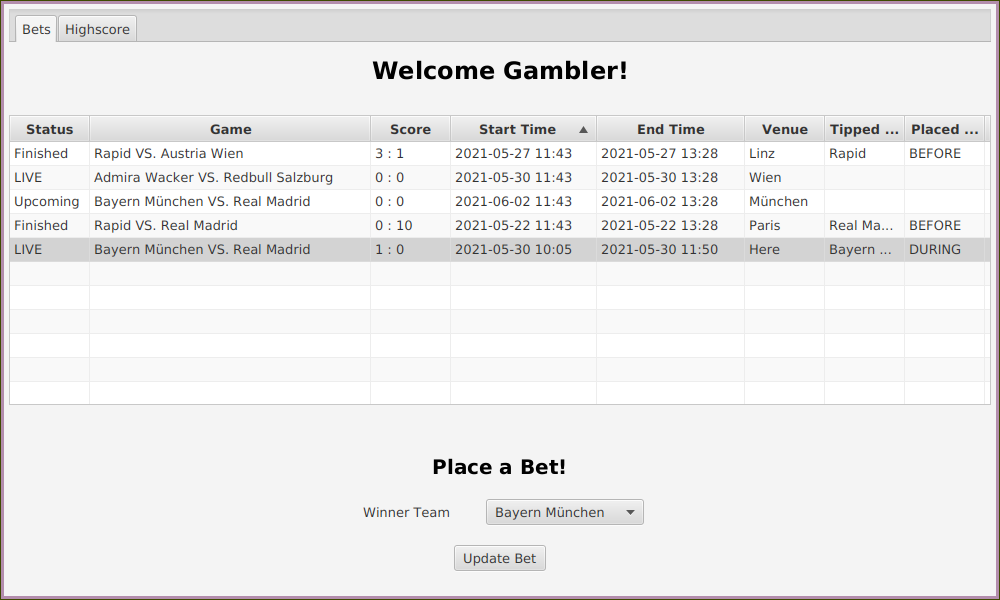 Bets Highscore
Welcome Gambler!
Status Game Score Start Time End Time Venue Tipped ... Placed ...
Finished Rapid VS. Austria Wien 3 : 1 2021-05-27 11:43 2021-05-27 13:28 Linz Rapid BEFORE
LIVE Admira Wacker VS. Redbull Salzburg 0 : 0 2021-05-30 11:43 2021-05-30 13:28 Wien
Upcoming Bayern München VS. Real Madrid 0 : 0 2021-06-02 11:43 2021-06-02 13:28 München
Finished Rapid VS. Real Madrid 0 : 10 2021-05-22 11:43 2021-05-22 13:28 Paris Real Ma... BEFORE
LIVE Bayern München VS. Real Madrid 1 : 0 2021-05-30 10:05 2021-05-30 11:50 Here Bayern ... DURING
Place a Bet!
Winner Team Bayern München
Update Bet